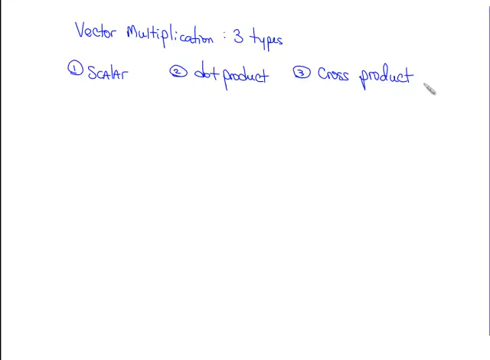 Vector Multiplication : 3 types
① SCALAR ② dot product ③ Cross product